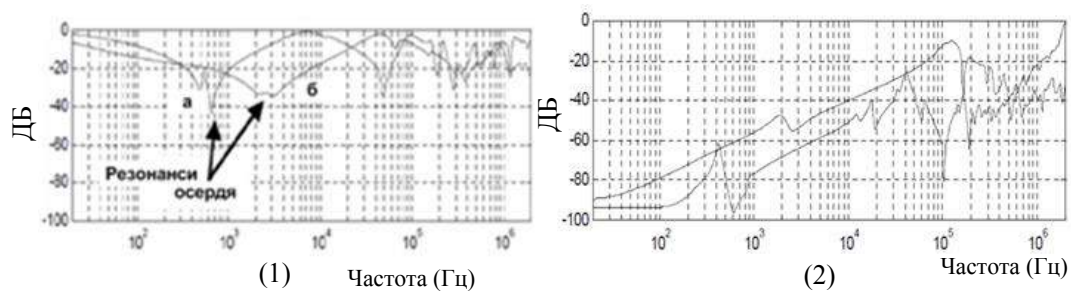 0
-20
-40
-60
-80
-100
ДБ
а
б
Резонанси
осердя
10² 10³ 10⁴ 10⁵ 10⁶
(1)
Частота (Гц)
0
-20
-40
-60
-80
-100
ДБ
10² 10³ 10⁴ 10⁵ 10⁶
(2)
Частота (Гц)